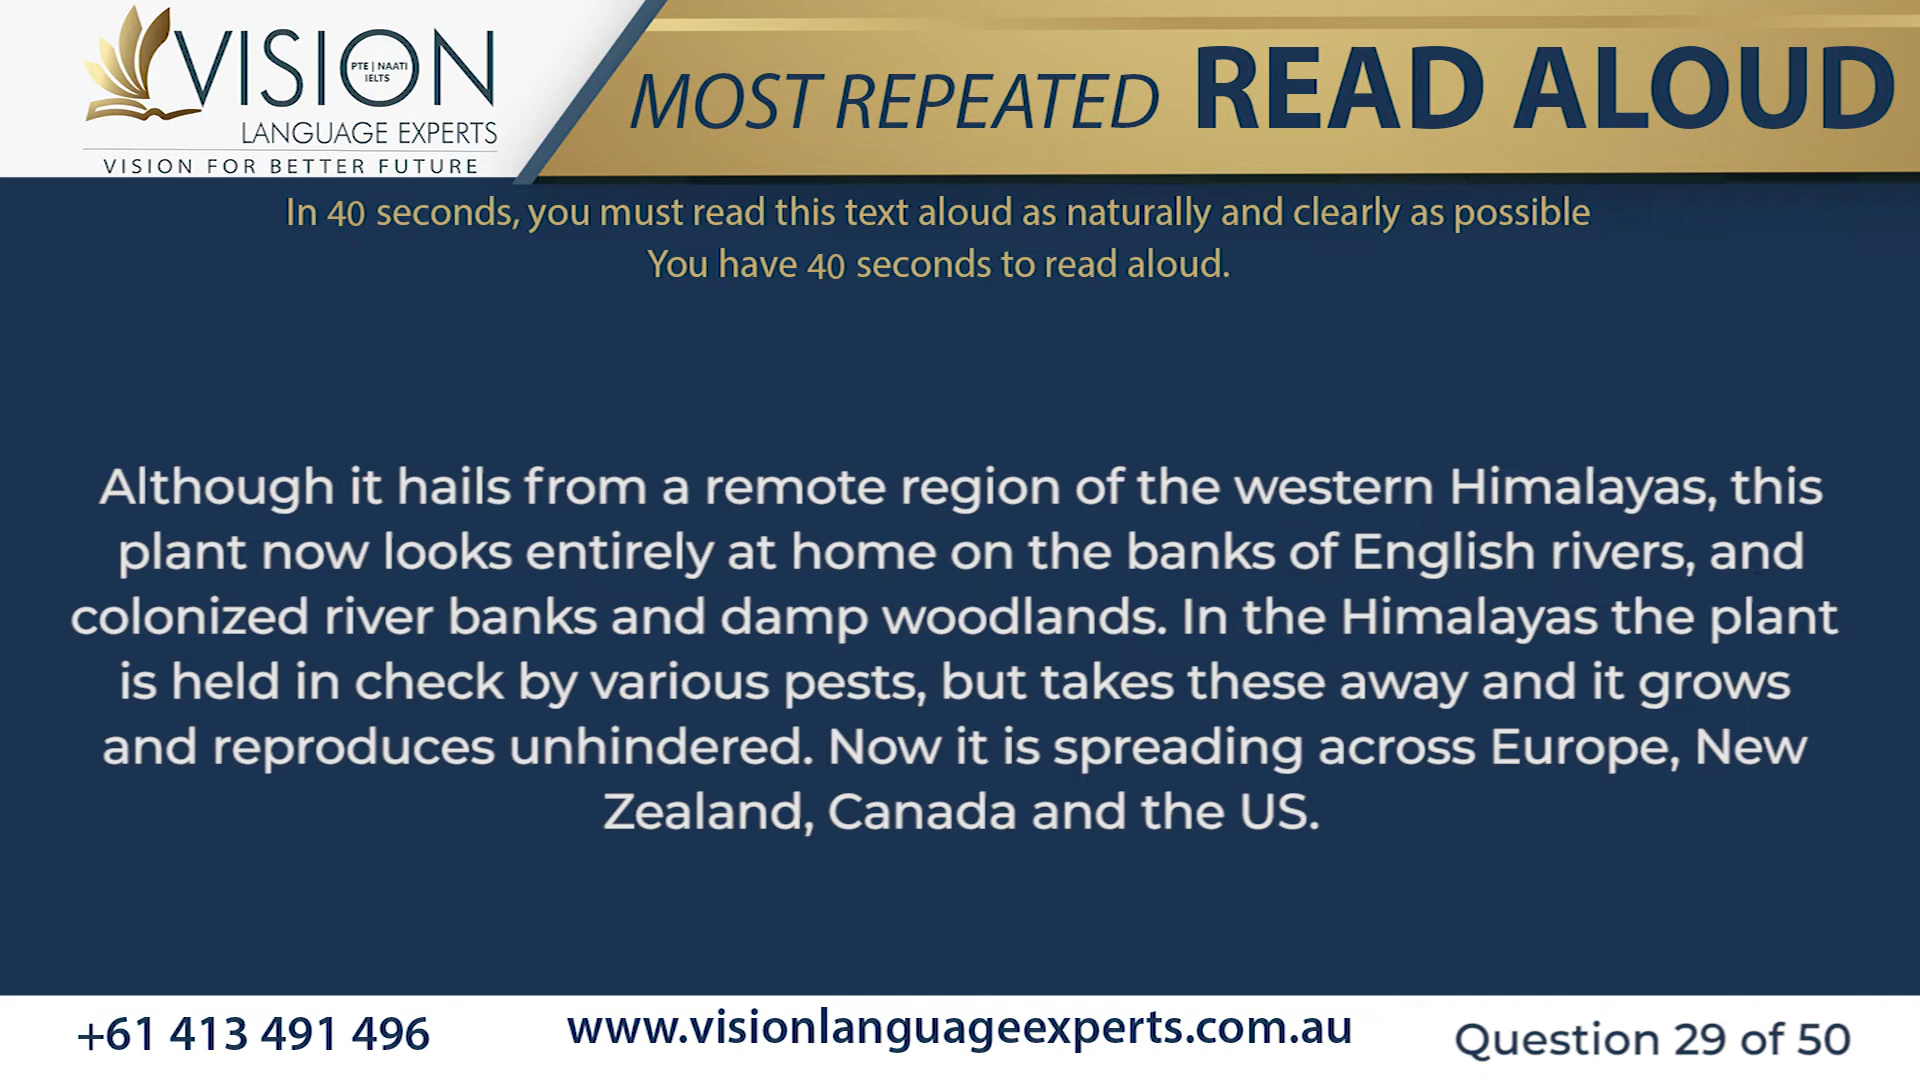 VISION
PTE | NAATI
IELTS
LANGUAGE EXPERTS
VISION FOR BETTER FUTURE
MOST REPEATED READ ALOUD
In 40 seconds, you must read this text aloud as naturally and clearly as possible
You have 40 seconds to read aloud.
Although it hails from a remote region of the western Himalayas, this
plant now looks entirely at home on the banks of English rivers, and
colonized river banks and damp woodlands. In the Himalayas the plant
is held in check by various pests, but takes these away and it grows
and reproduces unhindered. Now it is spreading across Europe, New
Zealand, Canada and the US.
+61 413 491 496
www.visionlanguageexperts.com.au
Question 29 of 50